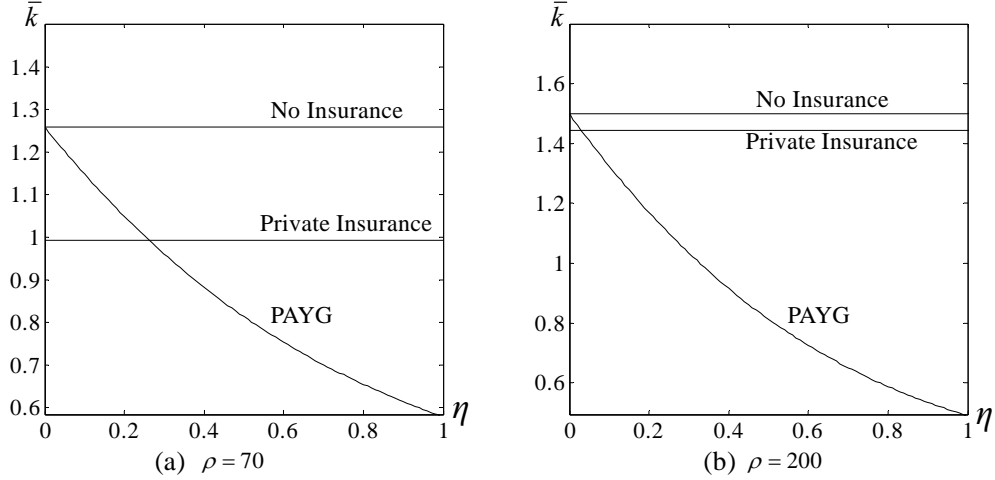 k̄
1.4
1.3
1.2
1.1
1
0.9
0.8
0.7
0.6
No Insurance
Private Insurance
PAYG
0 0.2 0.4 0.6 0.8 1
η
(a) ρ = 70
k̄
1.6
1.4
1.2
1
0.8
0.6
No Insurance
Private Insurance
PAYG
0 0.2 0.4 0.6 0.8 1
η
(b) ρ = 200